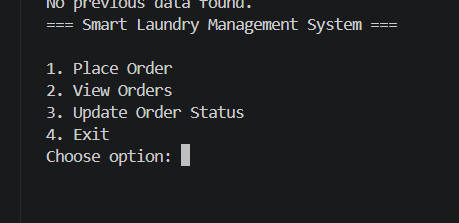 No previous data found.
=== Smart Laundry Management System ===
1. Place Order
2. View Orders
3. Update Order Status
4. Exit
Choose option: